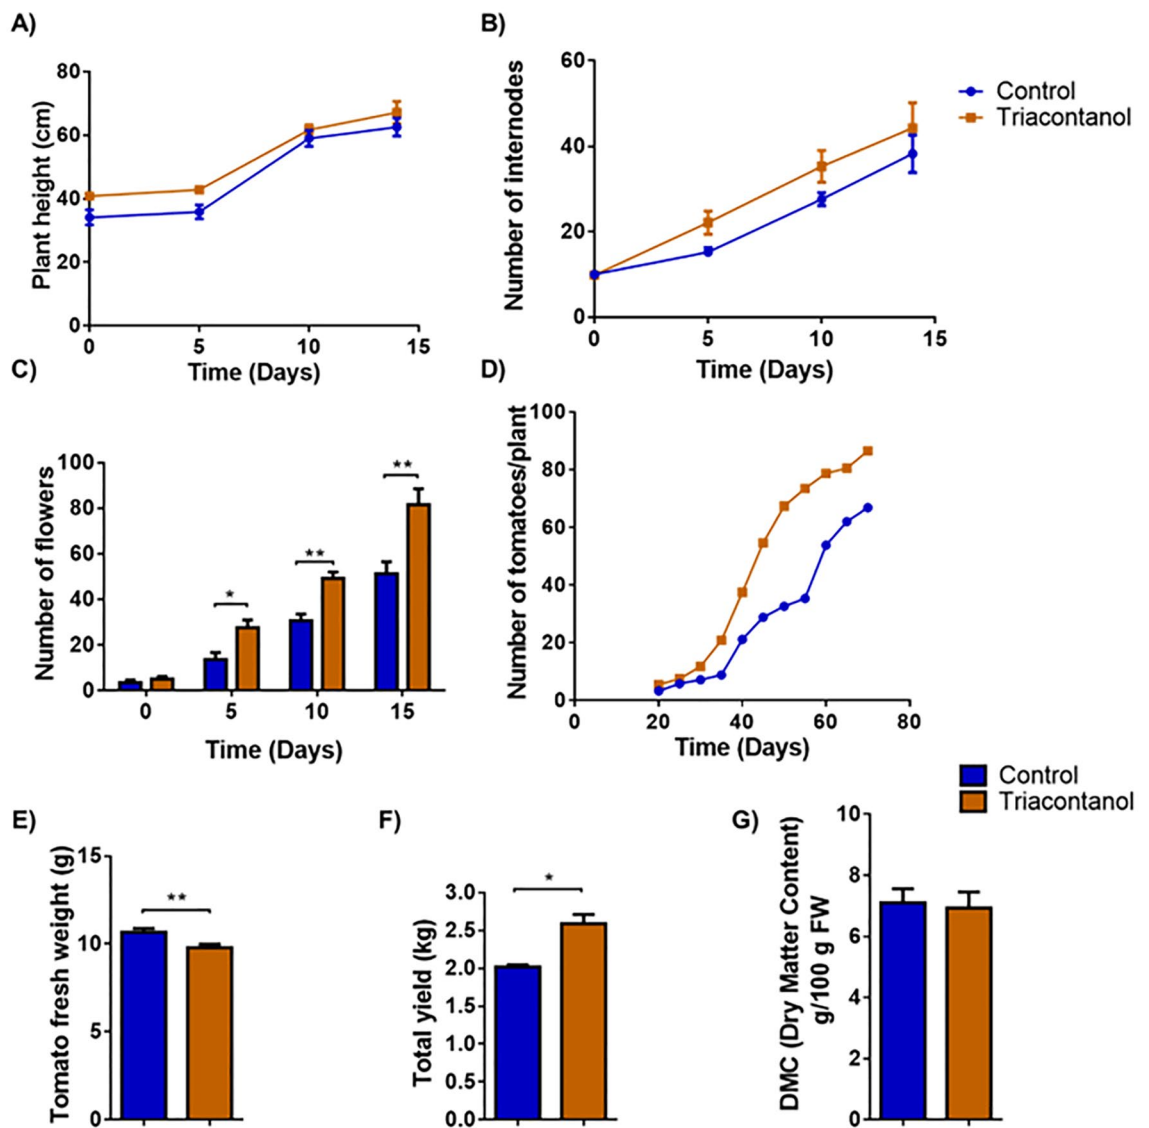 A)
Plant height (cm)
80
60
40
20
0
0 5 10 15
Time (Days)
B)
Number of internodes
60
40
20
0
0 5 10 15
Time (Days)
Control
Triacontanol
C)
Number of flowers
100
80
60
40
20
0
*
**
**
0 5 10 15
Time (Days)
D)
Number of tomatoes/plant
100
80
60
40
20
0
0 20 40 60 80
Time (Days)
Control
Triacontanol
E)
Tomato fresh weight (g)
15
10
5
0
**
F)
Total yield (kg)
3.0
2.5
2.0
1.5
1.0
0.5
0.0
*
G)
DMC (Dry Matter Content)
g/100 g FW
10
8
6
4
2
0